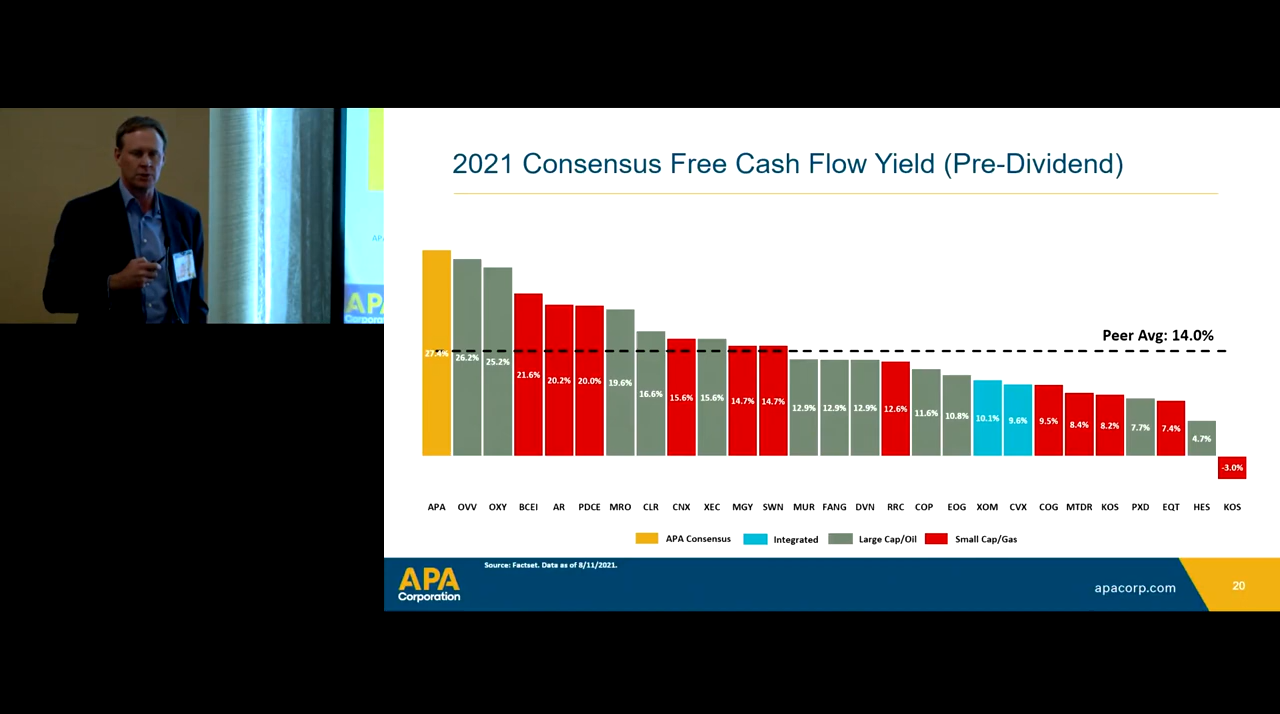 2021 Consensus Free Cash Flow Yield (Pre-Dividend)
Peer Avg: 14.0%
27.4% 26.2% 25.2% 21.6% 20.2% 20.0% 19.6% 16.6% 15.6% 15.6% 14.7% 14.7% 12.9% 12.9% 12.9% 12.6% 11.6% 10.8% 10.1% 9.6% 9.5% 8.4% 8.2% 7.7% 7.4% 4.7% -3.0%
APA OVV OXY BCEI AR PDCE MRO CLR CNX XEC MGY SWN MUR FANG DVN RRC COP EOG XOM CVX COG MTDR KOS PXD EQT HES KOS
APA Consensus Integrated Large Cap/Oil Small Cap/Gas
Source: Factset. Data as of 8/11/2021.
APA
Corporation
apacorp.com
20
AP
APA
Corpora